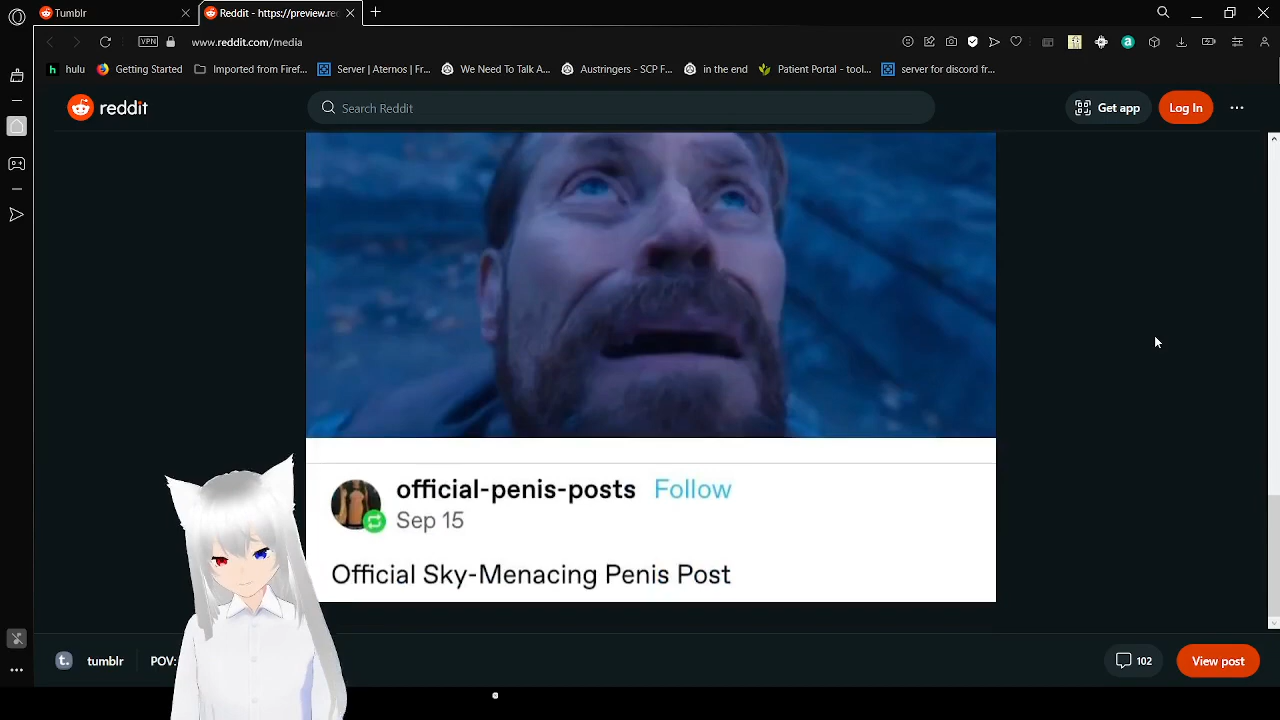 Tumblr
Reddit - https://preview.red
VPN
www.reddit.com/media
hulu
Getting Started
Imported from Firef...
Server | Aternos | Fr...
We Need To Talk A...
Austringers - SCP F...
in the end
Patient Portal - tool...
server for discord fr...
reddit
Search Reddit
Get app
Log In
official-penis-posts Follow
Sep 15
Official Sky-Menacing Penis Post
tumblr
POV:
102
View post